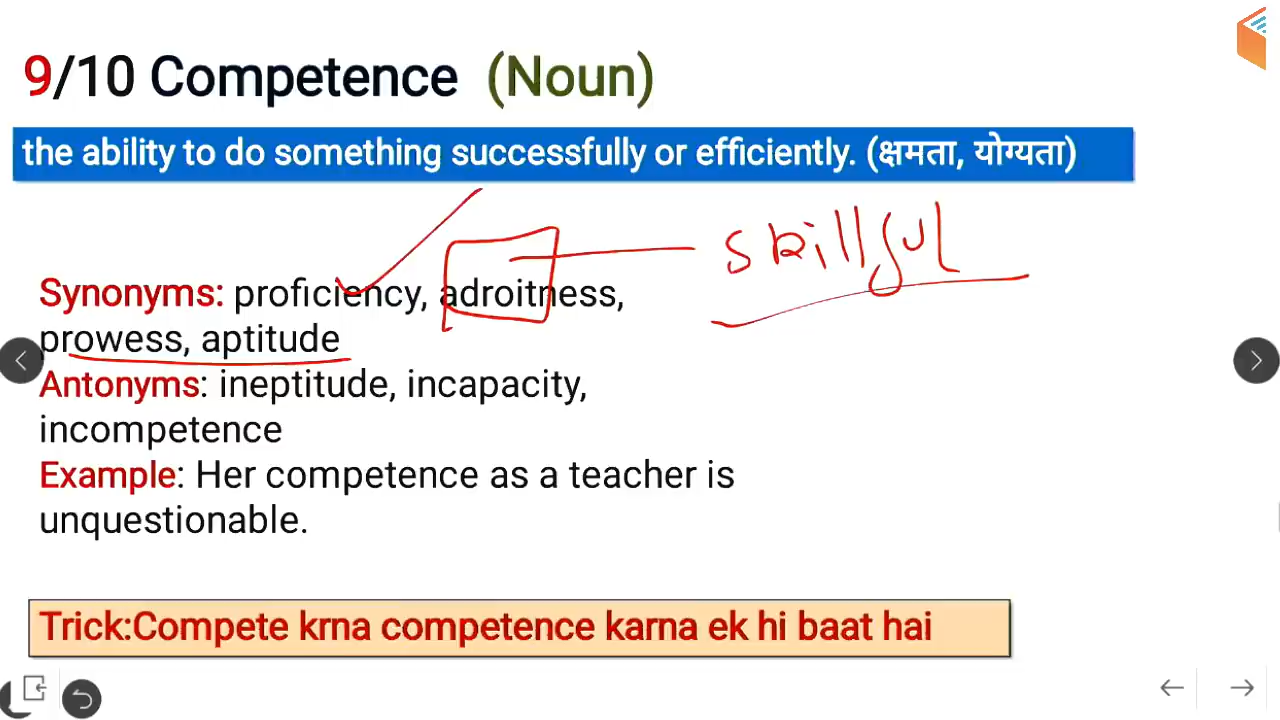 9/10 Competence (Noun)
the ability to do something successfully or efficiently. (क्षमता, योग्यता)
skillful
Synonyms: proficiency, adroitness,
prowess, aptitude
Antonyms: ineptitude, incapacity,
incompetence
Example: Her competence as a teacher is
unquestionable.
Trick:Compete krna competence karna ek hi baat hai